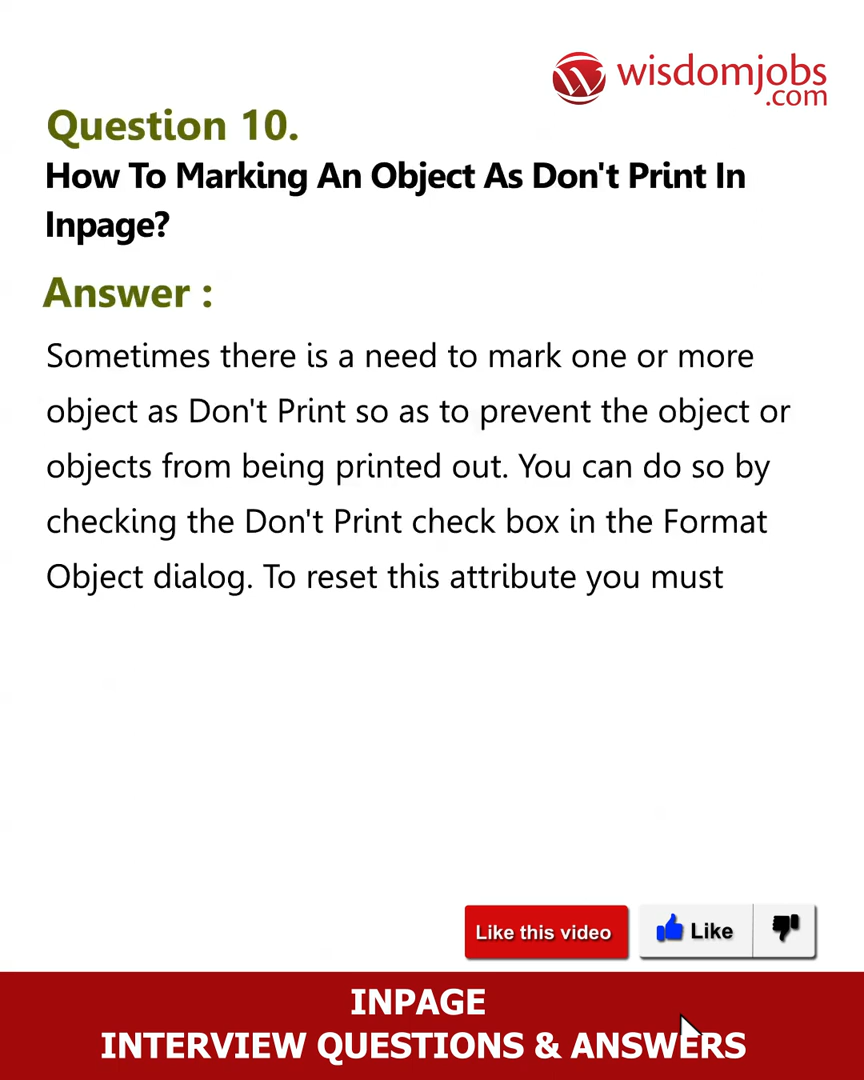 wisdomjobs
.com
Question 10.
How To Marking An Object As Don't Print In
Inpage?
Answer :
Sometimes there is a need to mark one or more
object as Don't Print so as to prevent the object or
objects from being printed out. You can do so by
checking the Don't Print check box in the Format
Object dialog. To reset this attribute you must
Like this video
Like
INPAGE
INTERVIEW QUESTIONS & ANSWERS